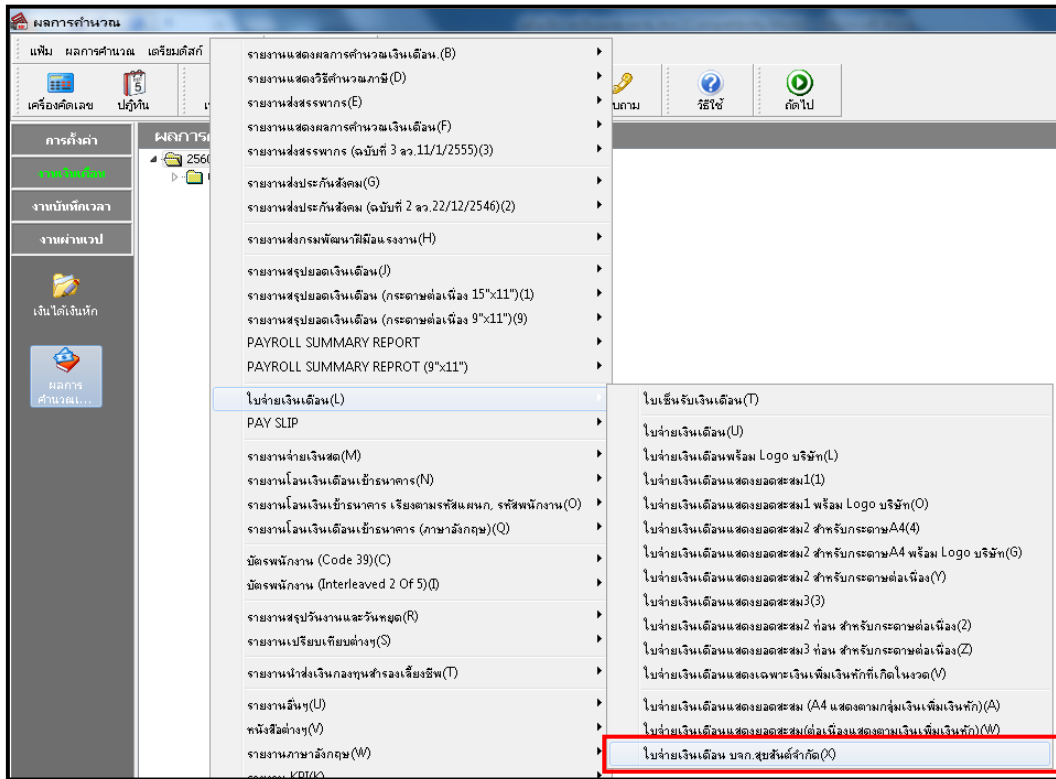 ผลการคำนวณ
แฟ้ม ผลการคำนวณ เตรียมดิสก์
เครื่องคิดเลข ปฏิทิน วิธีใช้ ถัดไป
การตั้งค่า
งานเงินเดือน
งานบันทึกเวลา
งานผ่านเวป
เงินได้เงินหัก
ผลการ
คำนวณเ...
รายงานแสดงผลการคำนวณเงินเดือน.(B)
รายงานแสดงวิธีคำนวณภาษี(D)
รายงานส่งสรรพากร(E)
รายงานแสดงผลการคำนวณเงินเดือน(F)
รายงานส่งสรรพากร (ฉบับที่ 3 ลว.11/1/2555)(3)
รายงานส่งประกันสังคม(G)
รายงานส่งประกันสังคม (ฉบับที่ 2 ลว.22/12/2546)(2)
รายงานส่งกรมพัฒนาฝีมือแรงงาน(H)
รายงานสรุปยอดเงินเดือน(J)
รายงานสรุปยอดเงินเดือน (กระดาษต่อเนื่อง 15"x11")(1)
รายงานสรุปยอดเงินเดือน (กระดาษต่อเนื่อง 9"x11")(9)
PAYROLL SUMMARY REPORT
PAYROLL SUMMARY REPROT (9"x11")
ใบจ่ายเงินเดือน(L)
PAY SLIP
รายงานจ่ายเงินสด(M)
รายงานโอนเงินเดือนเข้าธนาคาร(N)
รายงานโอนเงินเข้าธนาคาร เรียงตามรหัสแผนก, รหัสพนักงาน(O)
รายงานโอนเงินเดือนเข้าธนาคาร (ภาษาอังกฤษ)(Q)
บัตรพนักงาน (Code 39)(C)
บัตรพนักงาน (Interleaved 2 Of 5)(I)
รายงานสรุปวันงานและวันหยุด(R)
รายงานเปรียบเทียบต่างๆ(S)
รายงานนำส่งเงินกองทุนสำรองเลี้ยงชีพ(T)
รายงานอื่นๆ(U)
หนังสือต่างๆ(V)
รายงานภาษาอังกฤษ(W)
รายงาน KPI(K)
ใบเซ็นรับเงินเดือน(T)
ใบจ่ายเงินเดือน(U)
ใบจ่ายเงินเดือนพร้อม Logo บริษัท(L)
ใบจ่ายเงินเดือนแสดงยอดสะสม1(1)
ใบจ่ายเงินเดือนแสดงยอดสะสม1 พร้อม Logo บริษัท(O)
ใบจ่ายเงินเดือนแสดงยอดสะสม2 สำหรับกระดาษA4(4)
ใบจ่ายเงินเดือนแสดงยอดสะสม2 สำหรับกระดาษA4 พร้อม Logo บริษัท(G)
ใบจ่ายเงินเดือนแสดงยอดสะสม2 สำหรับกระดาษต่อเนื่อง(Y)
ใบจ่ายเงินเดือนแสดงยอดสะสม3(3)
ใบจ่ายเงินเดือนแสดงยอดสะสม2 ท่อน สำหรับกระดาษต่อเนื่อง(2)
ใบจ่ายเงินเดือนแสดงยอดสะสม3 ท่อน สำหรับกระดาษต่อเนื่อง(Z)
ใบจ่ายเงินเดือนแสดงเฉพาะเงินเพิ่มเงินหักที่เกิดในงวด(V)
ใบจ่ายเงินเดือนแสดงยอดสะสม (A4 แสดงตามกลุ่มเงินเพิ่มเงินหัก)(A)
ใบจ่ายเงินเดือนแสดงยอดสะสม(ต่อเนื่องแสดงตามเงินเพิ่มเงินหัก)(W)
ใบจ่ายเงินเดือน บจก.สุขสันต์จำกัด(X)